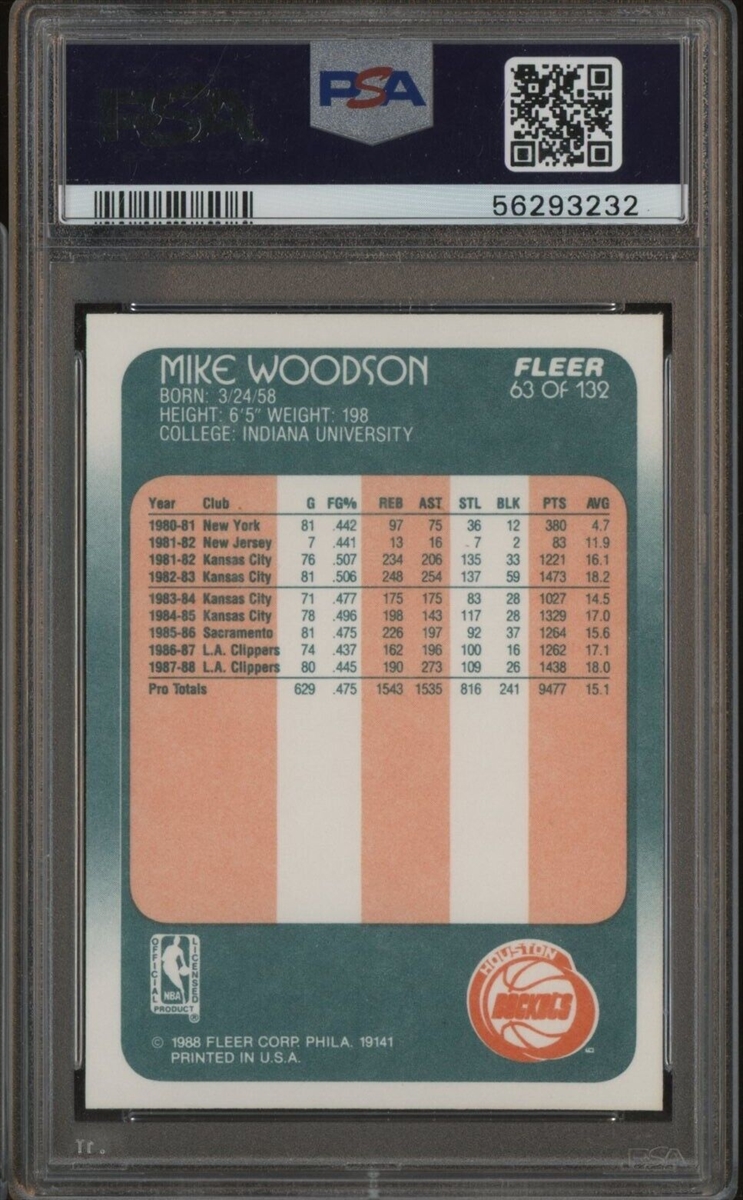 PSA
PSA
56293232
MIKE WOODSON
FLEER
BORN: 3/24/58
63 OF 132
HEIGHT: 6'5" WEIGHT: 198
COLLEGE: INDIANA UNIVERSITY
Year Club G FG% REB AST STL BLK PTS AVG
1980-81 New York 81 .442 97 75 36 12 380 4.7
1981-82 New Jersey 7 .441 13 16 7 2 83 11.9
1981-82 Kansas City 76 .507 234 206 135 33 1221 16.1
1982-83 Kansas City 81 .506 248 254 137 59 1473 18.2
1983-84 Kansas City 71 .477 175 175 83 28 1027 14.5
1984-85 Kansas City 78 .496 198 143 117 28 1329 17.0
1985-86 Sacramento 81 .475 226 197 92 37 1264 15.6
1986-87 L.A. Clippers 74 .437 162 196 100 16 1262 17.1
1987-88 L.A. Clippers 80 .445 190 273 109 26 1438 18.0
Pro Totals 629 .475 1543 1535 816 241 9477 15.1
OFFICIAL LICENSED
NBA
PRODUCT ®
HOUSTON
ROCKETS
© 1988 FLEER CORP. PHILA. 19141
PRINTED IN U.S.A.
PSA